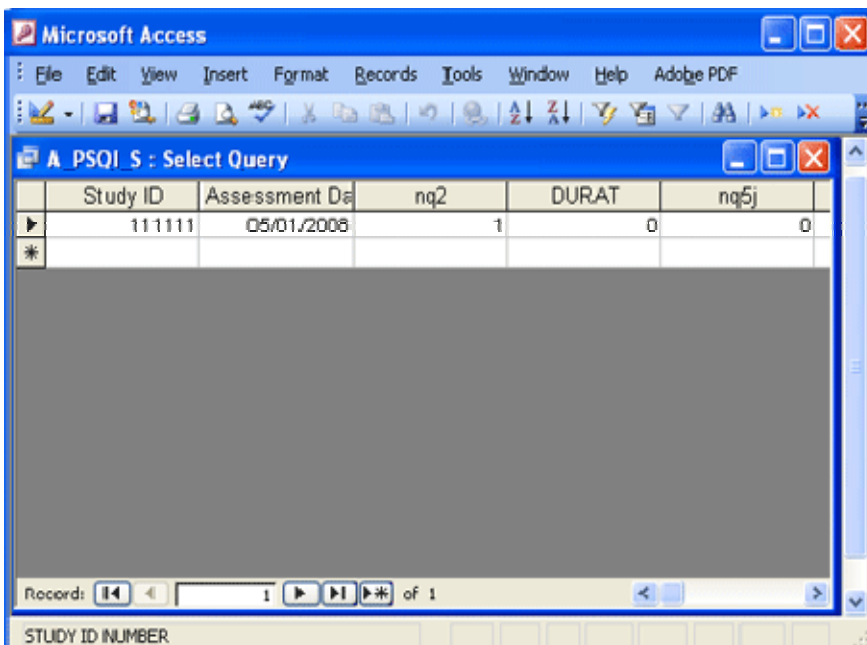 Microsoft Access
File Edit View Insert Format Records Tools Window Help Adobe PDF
A_PSQI_S : Select Query
Study ID Assessment Da nq2 DURAT nq5j
111111 05/01/2008 1 0 0
Record: 1 of 1
STUDY ID NUMBER